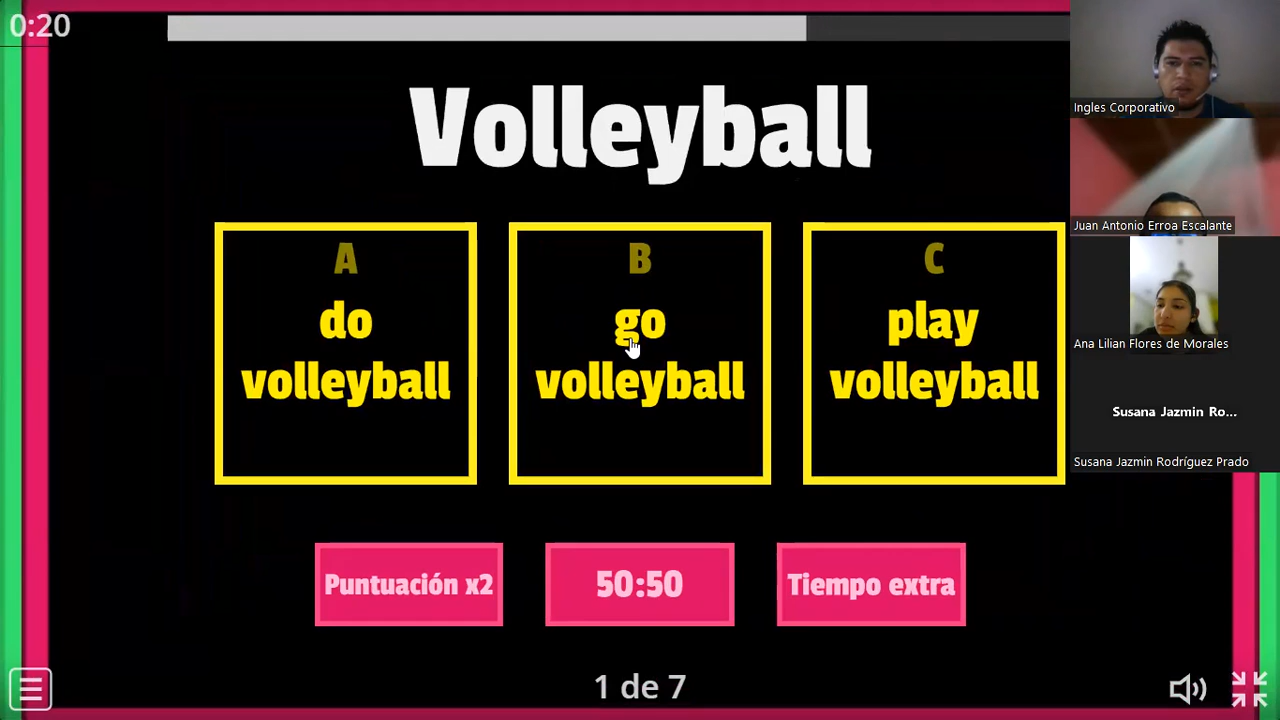 0:20
Volleyball
A
do
volleyball
B
go
volleyball
C
play
volleyball
Puntuación x2
50:50
Tiempo extra
1 de 7
Ingles Corporativo
Juan Antonio Erroa Escalante
Ana Lilian Flores de Morales
Susana Jazmin Ro...
Susana Jazmin Rodríguez Prado